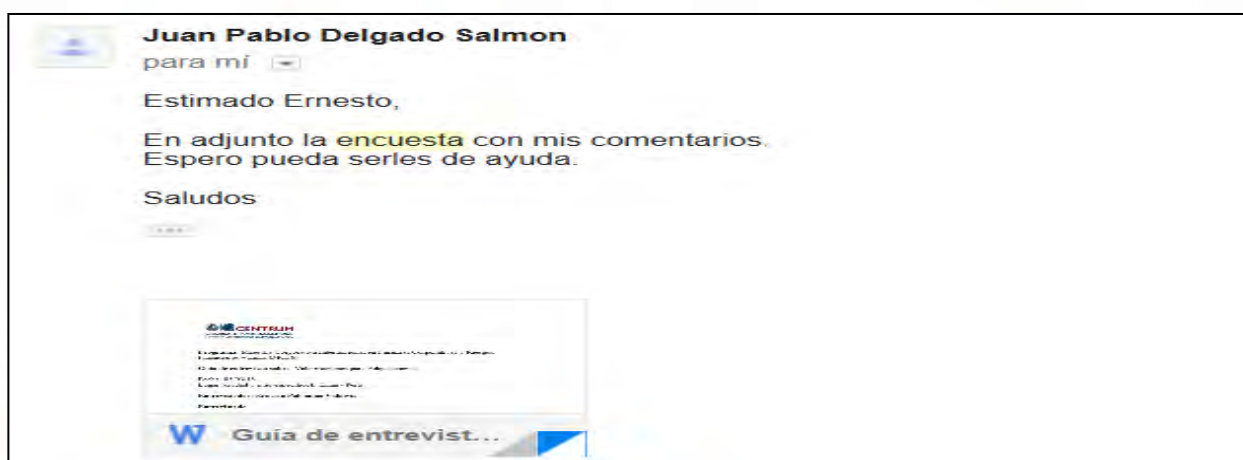 Juan Pablo Delgado Salmon
para mí
Estimado Ernesto,
En adjunto la encuesta con mis comentarios.
Espero pueda serles de ayuda.
Saludos
CENTRUM
W Guía de entrevist...